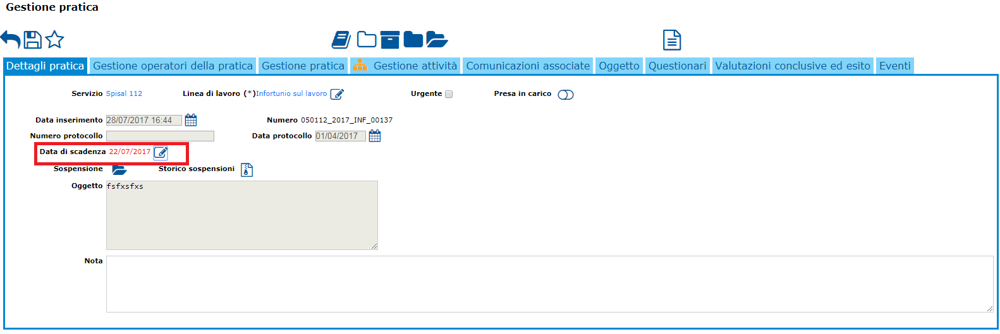 Gestione pratica
Dettagli pratica Gestione operatori della pratica Gestione pratica Gestione attività Comunicazioni associate Oggetto Questionari Valutazioni conclusive ed esito Eventi
Servizio Spisal 112 Linea di lavoro (*)Infortunio sul lavoro Urgente Presa in carico
Data inserimento 28/07/2017 16:44 Numero 050112_2017_INF_00137
Numero protocollo Data protocollo 01/04/2017
Data di scadenza 22/07/2017
Sospensione Storico sospensioni
Oggetto fsfxsfxs
Nota